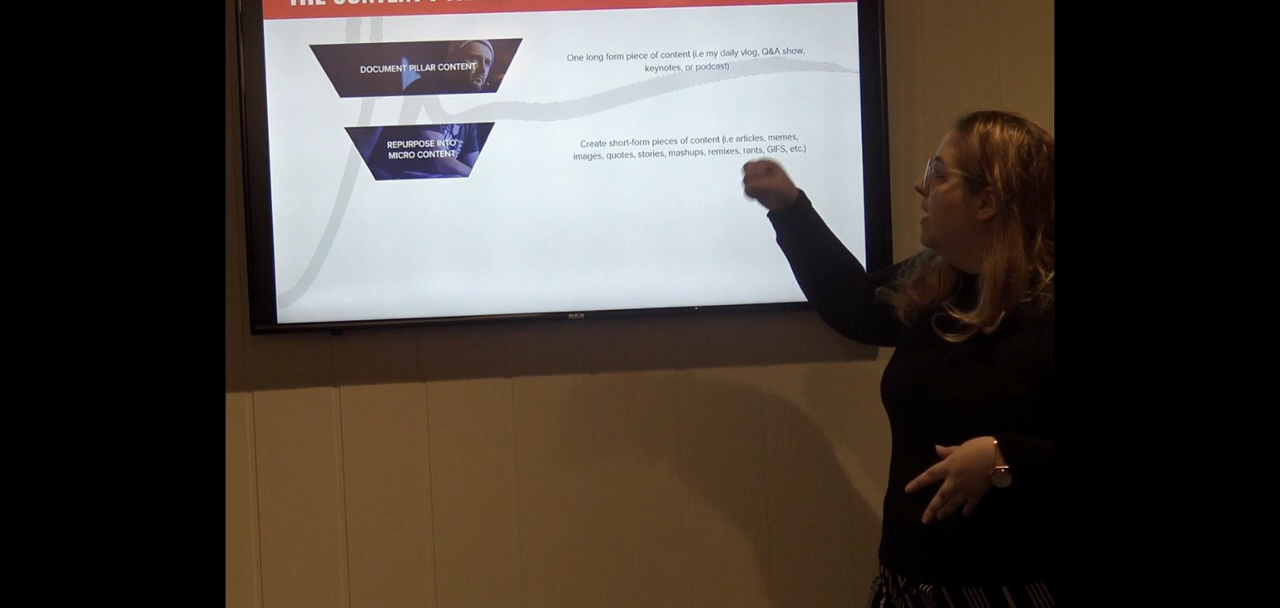 THE CONTENT
DOCUMENT PILLAR CONTENT
One long form piece of content (i.e my daily vlog, Q&A show,
keynotes, or podcast)
REPURPOSE INTO
MICRO CONTENT
Create short-form pieces of content (i.e articles, memes,
images, quotes, stories, mashups, remixes, rants, GIFS, etc.)
RCA